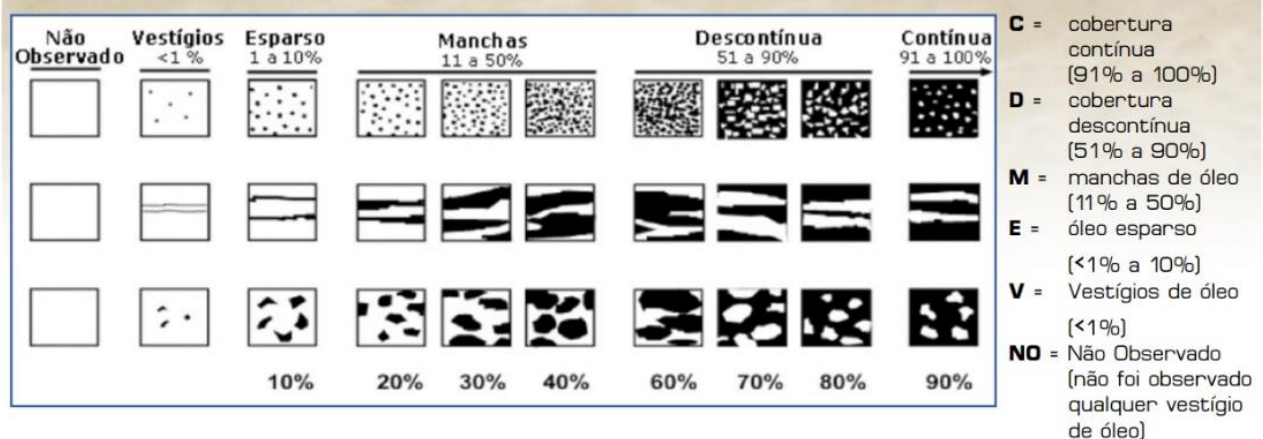 Não Observado
Vestígios
<1 %
Esparso
1 a 10%
Manchas
11 a 50%
Descontínua
51 a 90%
Contínua
91 a 100%
10% 20% 30% 40% 60% 70% 80% 90%
C = cobertura
contínua
(91% a 100%)
D = cobertura
descontínua
(51% a 90%)
M = manchas de óleo
(11% a 50%)
E = óleo esparso
(<1% a 10%)
V = Vestígios de óleo
(<1%)
NO = Não Observado
(não foi observado
qualquer vestígio
de óleo)